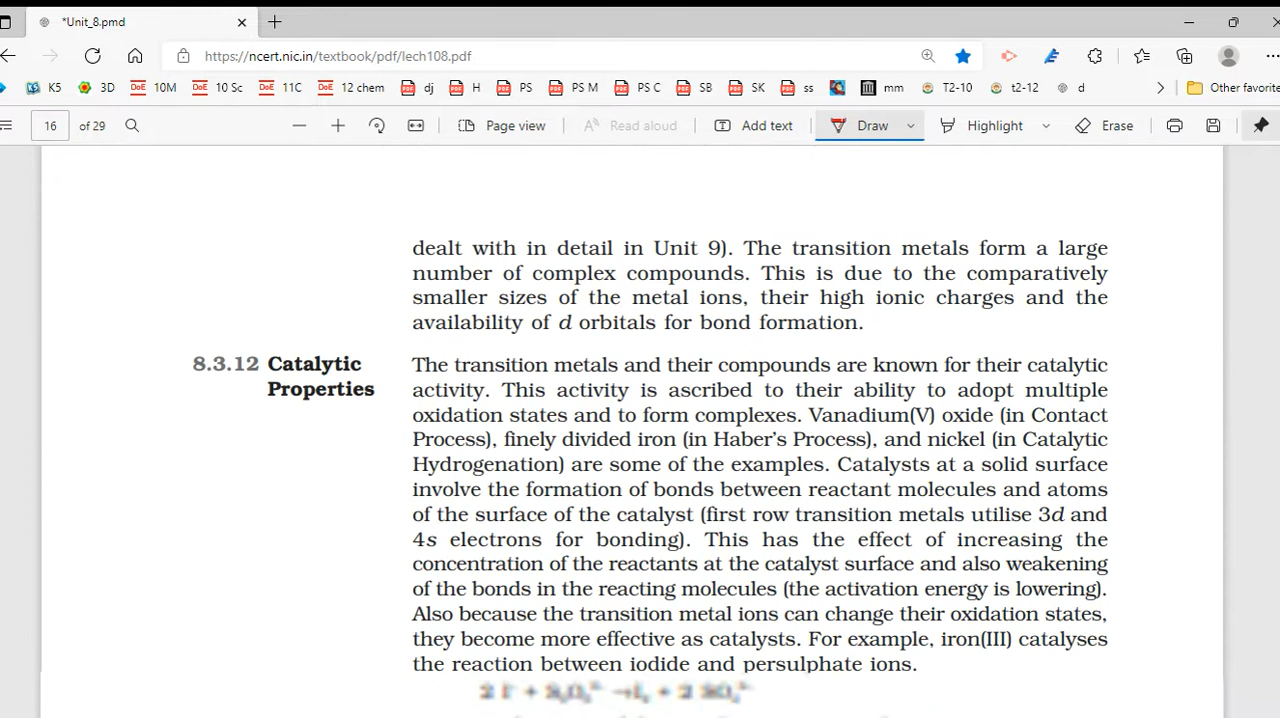 *Unit_8.pmd
https://ncert.nic.in/textbook/pdf/lech108.pdf
K5 3D DoE 10M DoE 10 Sc DoE 11C DoE 12 chem dj H PS PS M PS C SB SK ss mm T2-10 t2-12 d Other favorite
16 of 29 Page view Read aloud Add text Draw Highlight Erase
dealt with in detail in Unit 9). The transition metals form a large
number of complex compounds. This is due to the comparatively
smaller sizes of the metal ions, their high ionic charges and the
availability of d orbitals for bond formation.
8.3.12 Catalytic
Properties
The transition metals and their compounds are known for their catalytic
activity. This activity is ascribed to their ability to adopt multiple
oxidation states and to form complexes. Vanadium(V) oxide (in Contact
Process), finely divided iron (in Haber's Process), and nickel (in Catalytic
Hydrogenation) are some of the examples. Catalysts at a solid surface
involve the formation of bonds between reactant molecules and atoms
of the surface of the catalyst (first row transition metals utilise 3d and
4s electrons for bonding). This has the effect of increasing the
concentration of the reactants at the catalyst surface and also weakening
of the bonds in the reacting molecules (the activation energy is lowering).
Also because the transition metal ions can change their oxidation states,
they become more effective as catalysts. For example, iron(III) catalyses
the reaction between iodide and persulphate ions.